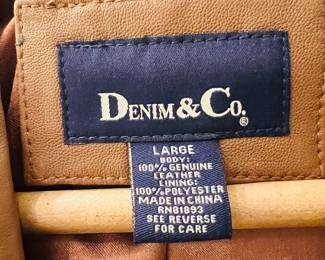 DENIM & CO.®
LARGE
BODY:
100% GENUINE
LEATHER
LINING:
100% POLYESTER
MADE IN CHINA
RN81893
SEE REVERSE
FOR CARE